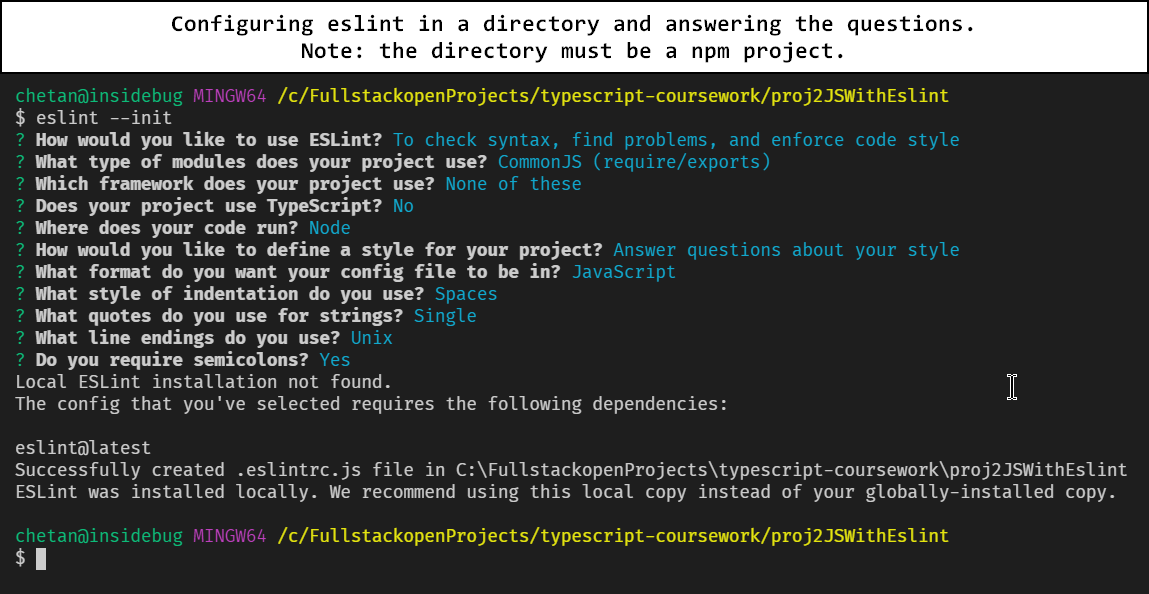 Configuring eslint in a directory and answering the questions.
Note: the directory must be a npm project.
chetan@insidebug MINGW64 /c/FullstackopenProjects/typescript-coursework/proj2JSWithEslint
$ eslint --init
? How would you like to use ESLint? To check syntax, find problems, and enforce code style
? What type of modules does your project use? CommonJS (require/exports)
? Which framework does your project use? None of these
? Does your project use TypeScript? No
? Where does your code run? Node
? How would you like to define a style for your project? Answer questions about your style
? What format do you want your config file to be in? JavaScript
? What style of indentation do you use? Spaces
? What quotes do you use for strings? Single
? What line endings do you use? Unix
? Do you require semicolons? Yes
Local ESLint installation not found.
The config that you've selected requires the following dependencies:

eslint@latest
Successfully created .eslintrc.js file in C:\FullstackopenProjects\typescript-coursework\proj2JSWithEslint
ESLint was installed locally. We recommend using this local copy instead of your globally-installed copy.

chetan@insidebug MINGW64 /c/FullstackopenProjects/typescript-coursework/proj2JSWithEslint
$